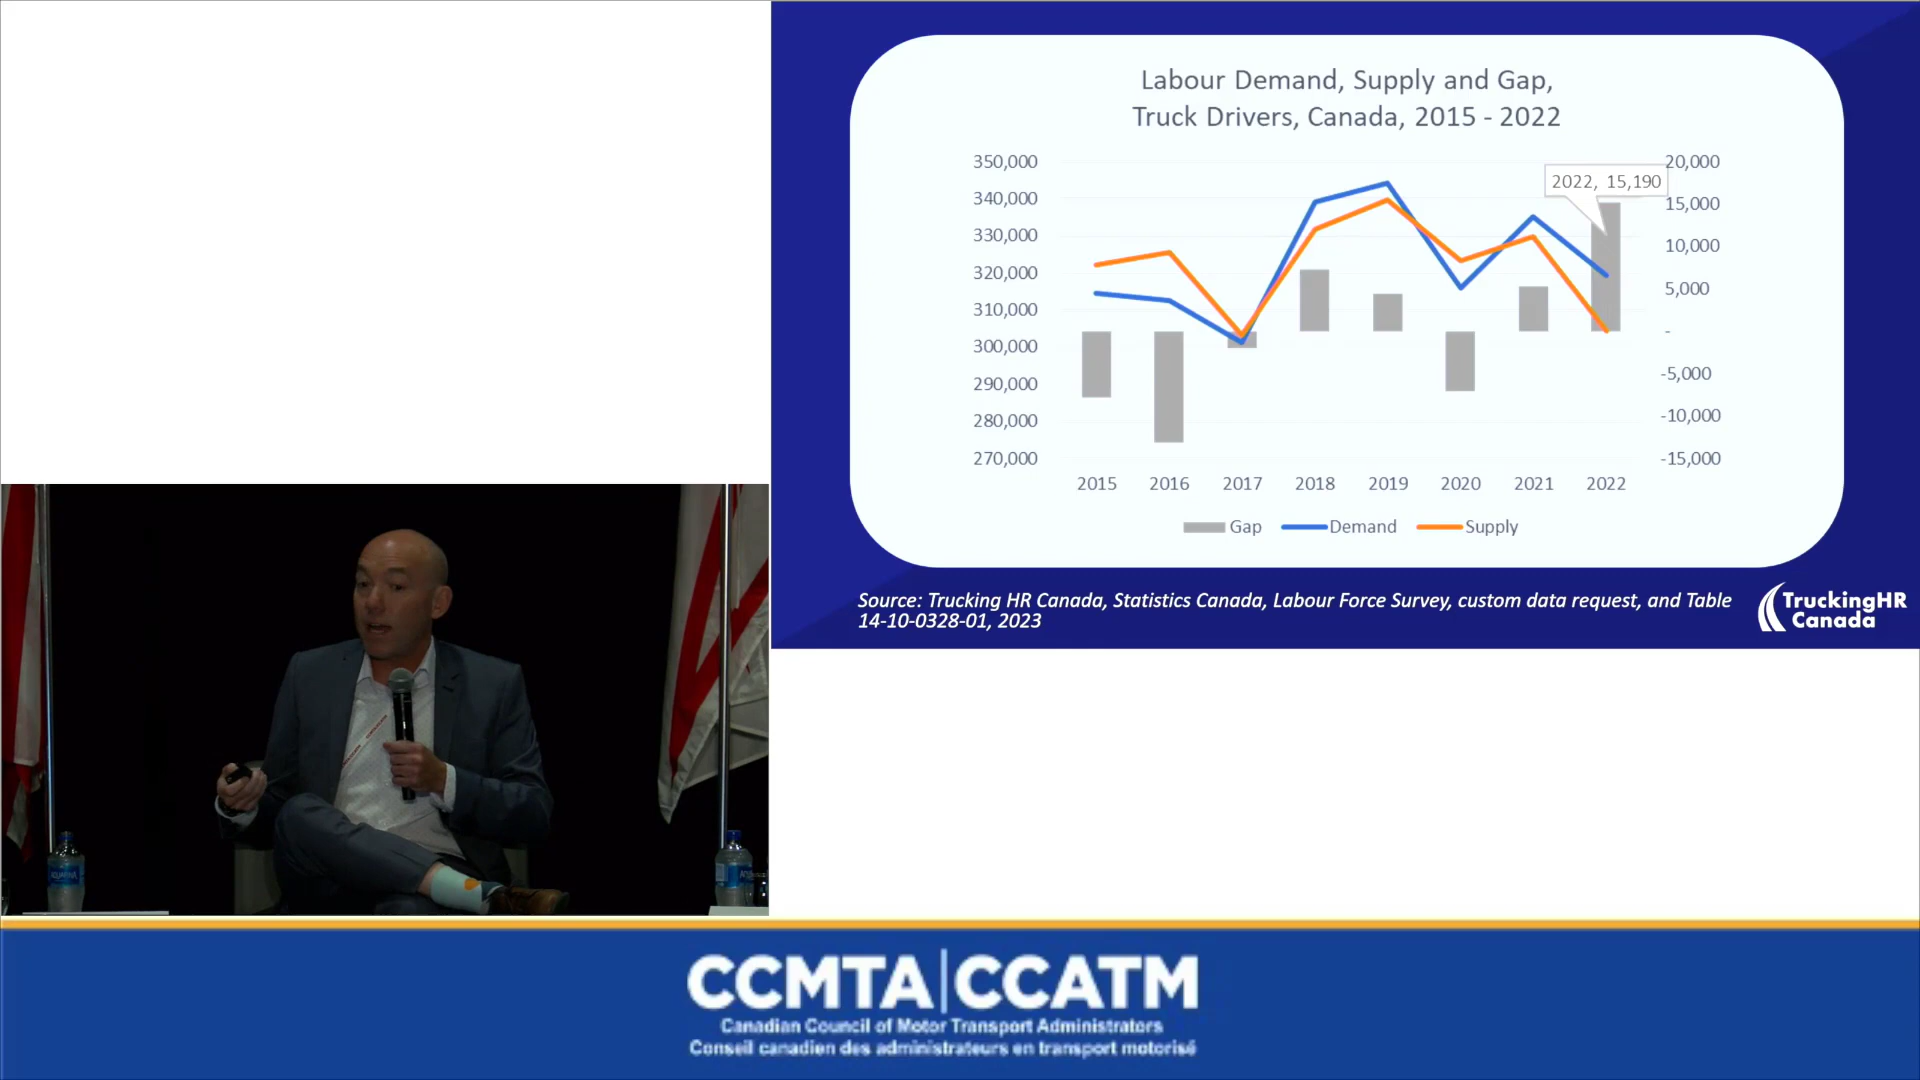 Labour Demand, Supply and Gap,
Truck Drivers, Canada, 2015 - 2022
350,000
340,000
330,000
320,000
310,000
300,000
290,000
280,000
270,000
2022, 15,190
20,000
15,000
10,000
5,000
-
-5,000
-10,000
-15,000
2015 2016 2017 2018 2019 2020 2021 2022
Gap Demand Supply
Source: Trucking HR Canada, Statistics Canada, Labour Force Survey, custom data request, and Table
14-10-0328-01, 2023
TruckingHR
Canada
AQUAFINA
CCMTA|CCATM
Canadian Council of Motor Transport Administrators
Conseil canadien des administrateurs en transport motorisé